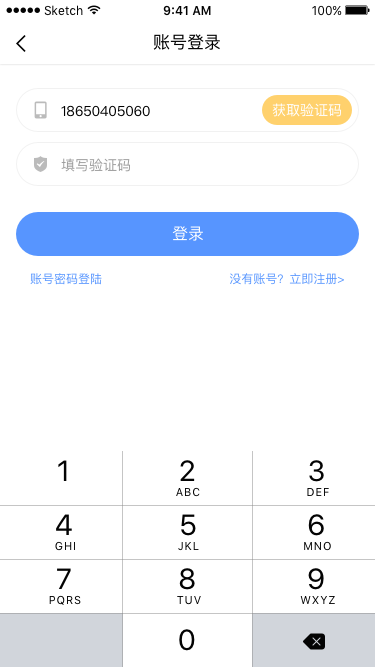 Sketch 9:41 AM 100%
账号登录
18650405060 获取验证码
填写验证码
登录
账号密码登陆 没有账号？立即注册>
1 2 3
ABC DEF
4 5 6
GHI JKL MNO
7 8 9
PQRS TUV WXYZ
0